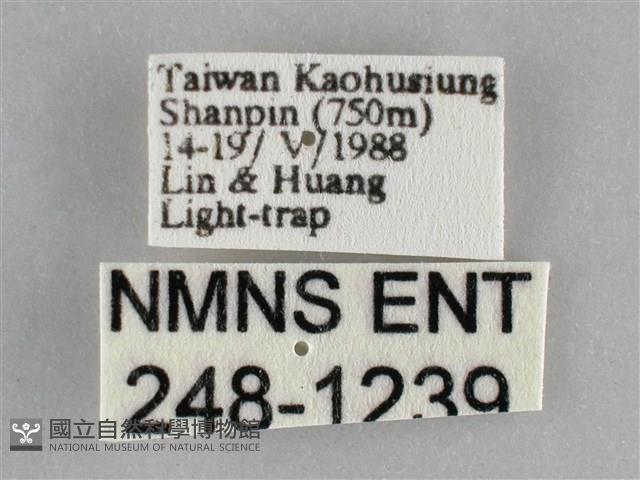 Taiwan Kaohusiung
Shanpin (750m)
14-19/ V/1988
Lin & Huang
Light-trap
NMNS ENT
248-1239
國立自然科學博物館
NATIONAL MUSEUM OF NATURAL SCIENCE